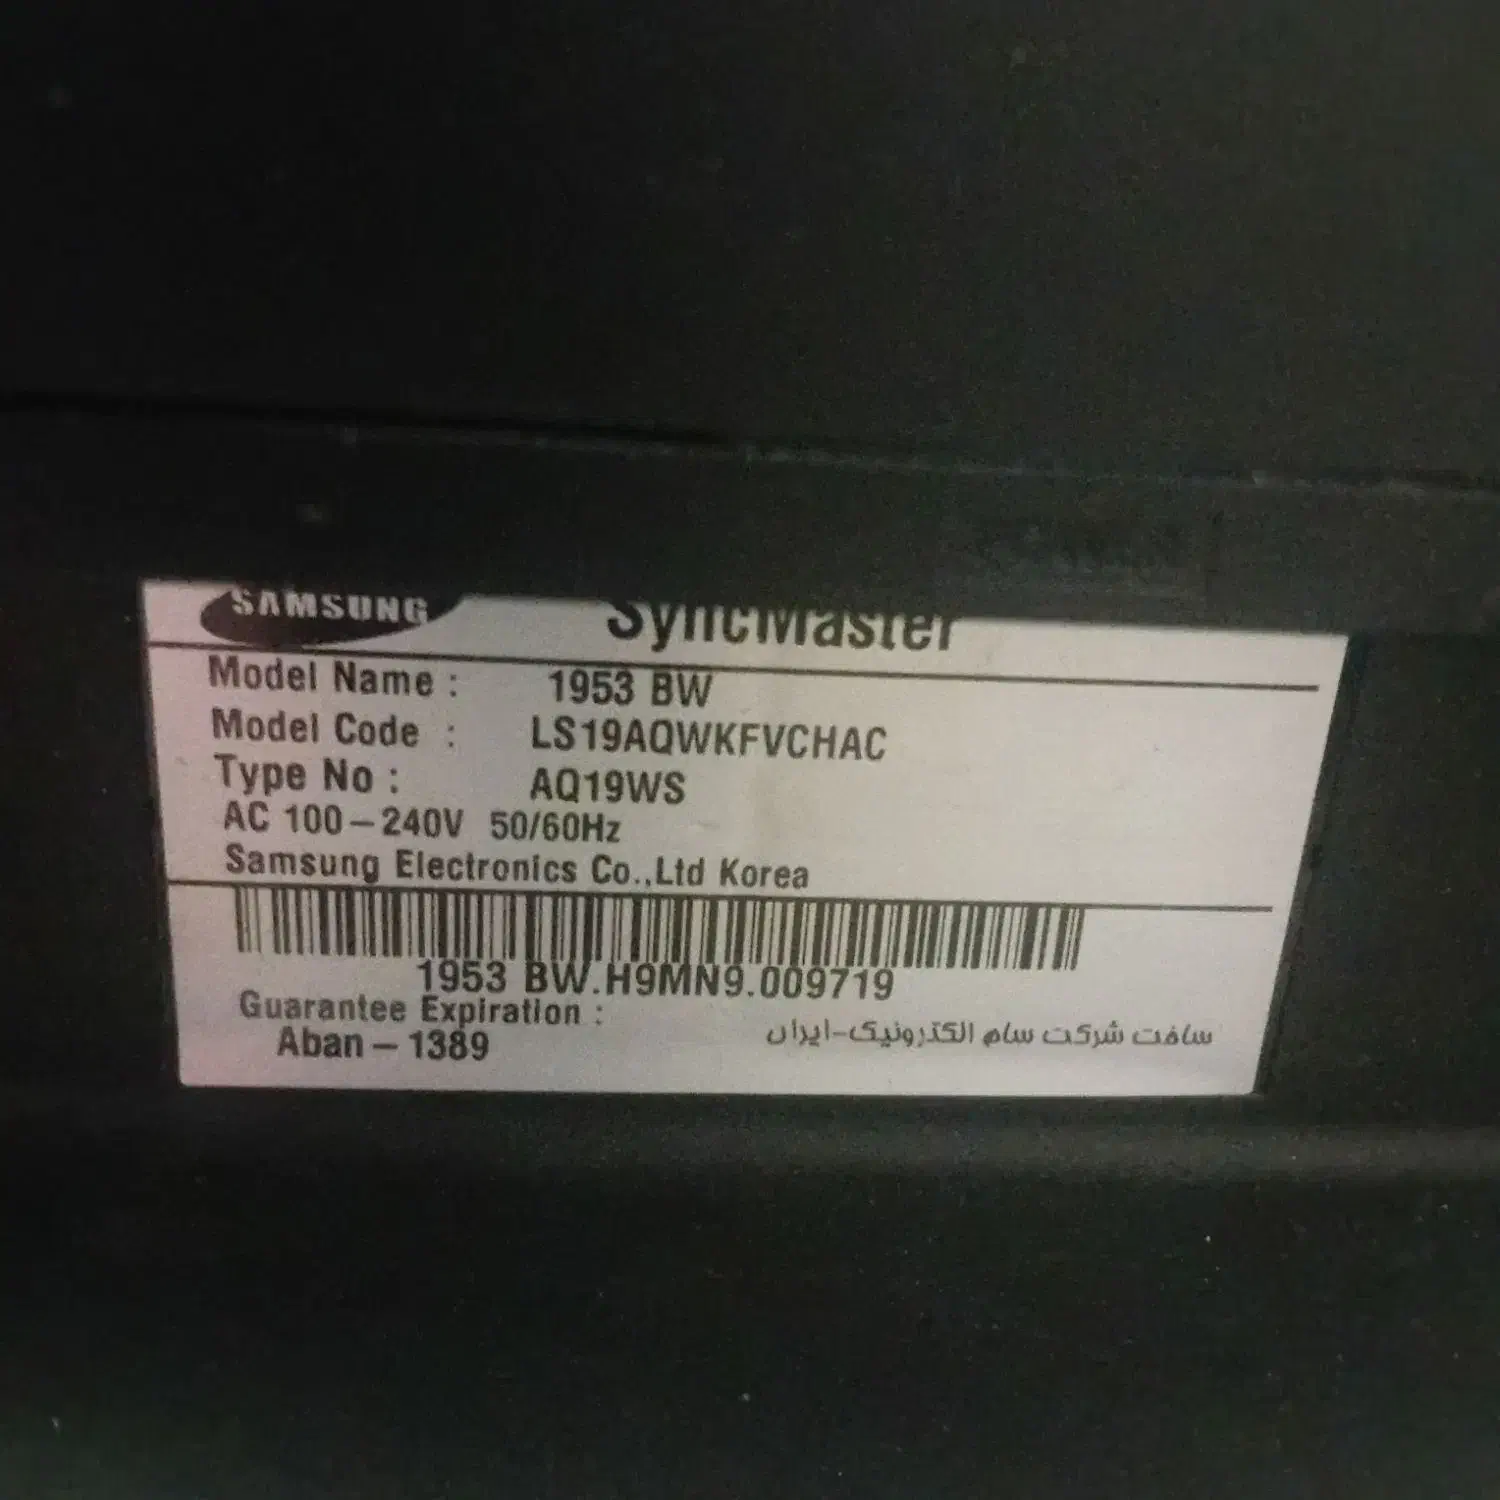 SAMSUNG SyncMaster
Model Name : 1953 BW
Model Code : LS19AQWKFVCHAC
Type No : AQ19WS
AC 100-240V 50/60Hz
Samsung Electronics Co.,Ltd Korea
1953 BW.H9MN9.009719
Guarantee Expiration :
Aban - 1389
ساخت شرکت سام الکترونیک-ایران